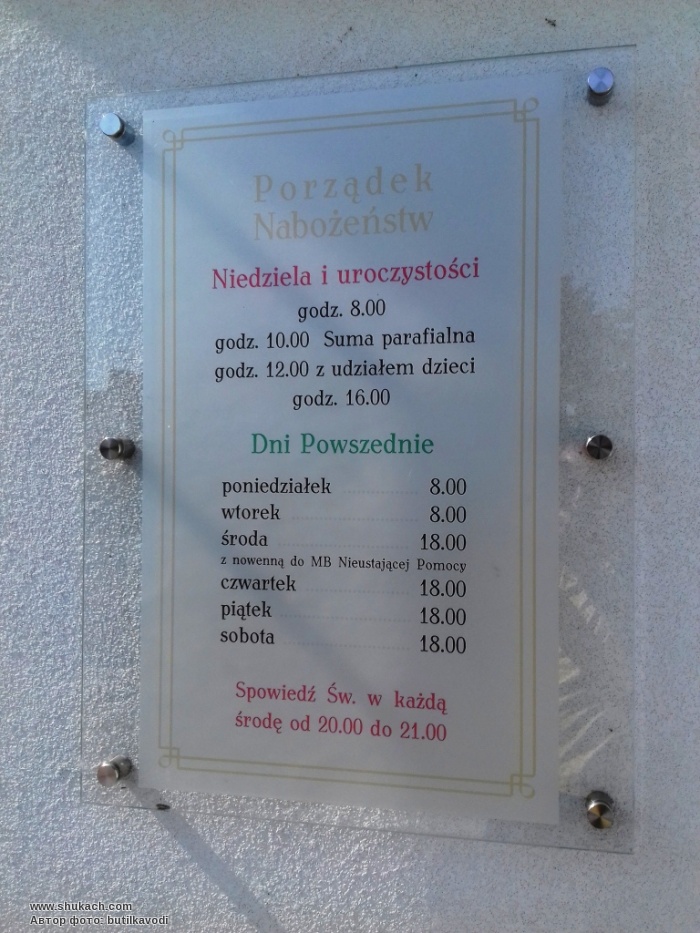 Porządek
Nabożeństw
Niedziela i uroczystości
godz. 8.00
godz. 10.00 Suma parafialna
godz. 12.00 z udziałem dzieci
godz. 16.00
Dni Powszednie
poniedziałek 8.00
wtorek 8.00
środa 18.00
z nowenną do MB Nieustającej Pomocy
czwartek 18.00
piątek 18.00
sobota 18.00
Spowiedź Św. w każdą
środę od 20.00 do 21.00
www.shukach.com
Автор фото: butilkavodi